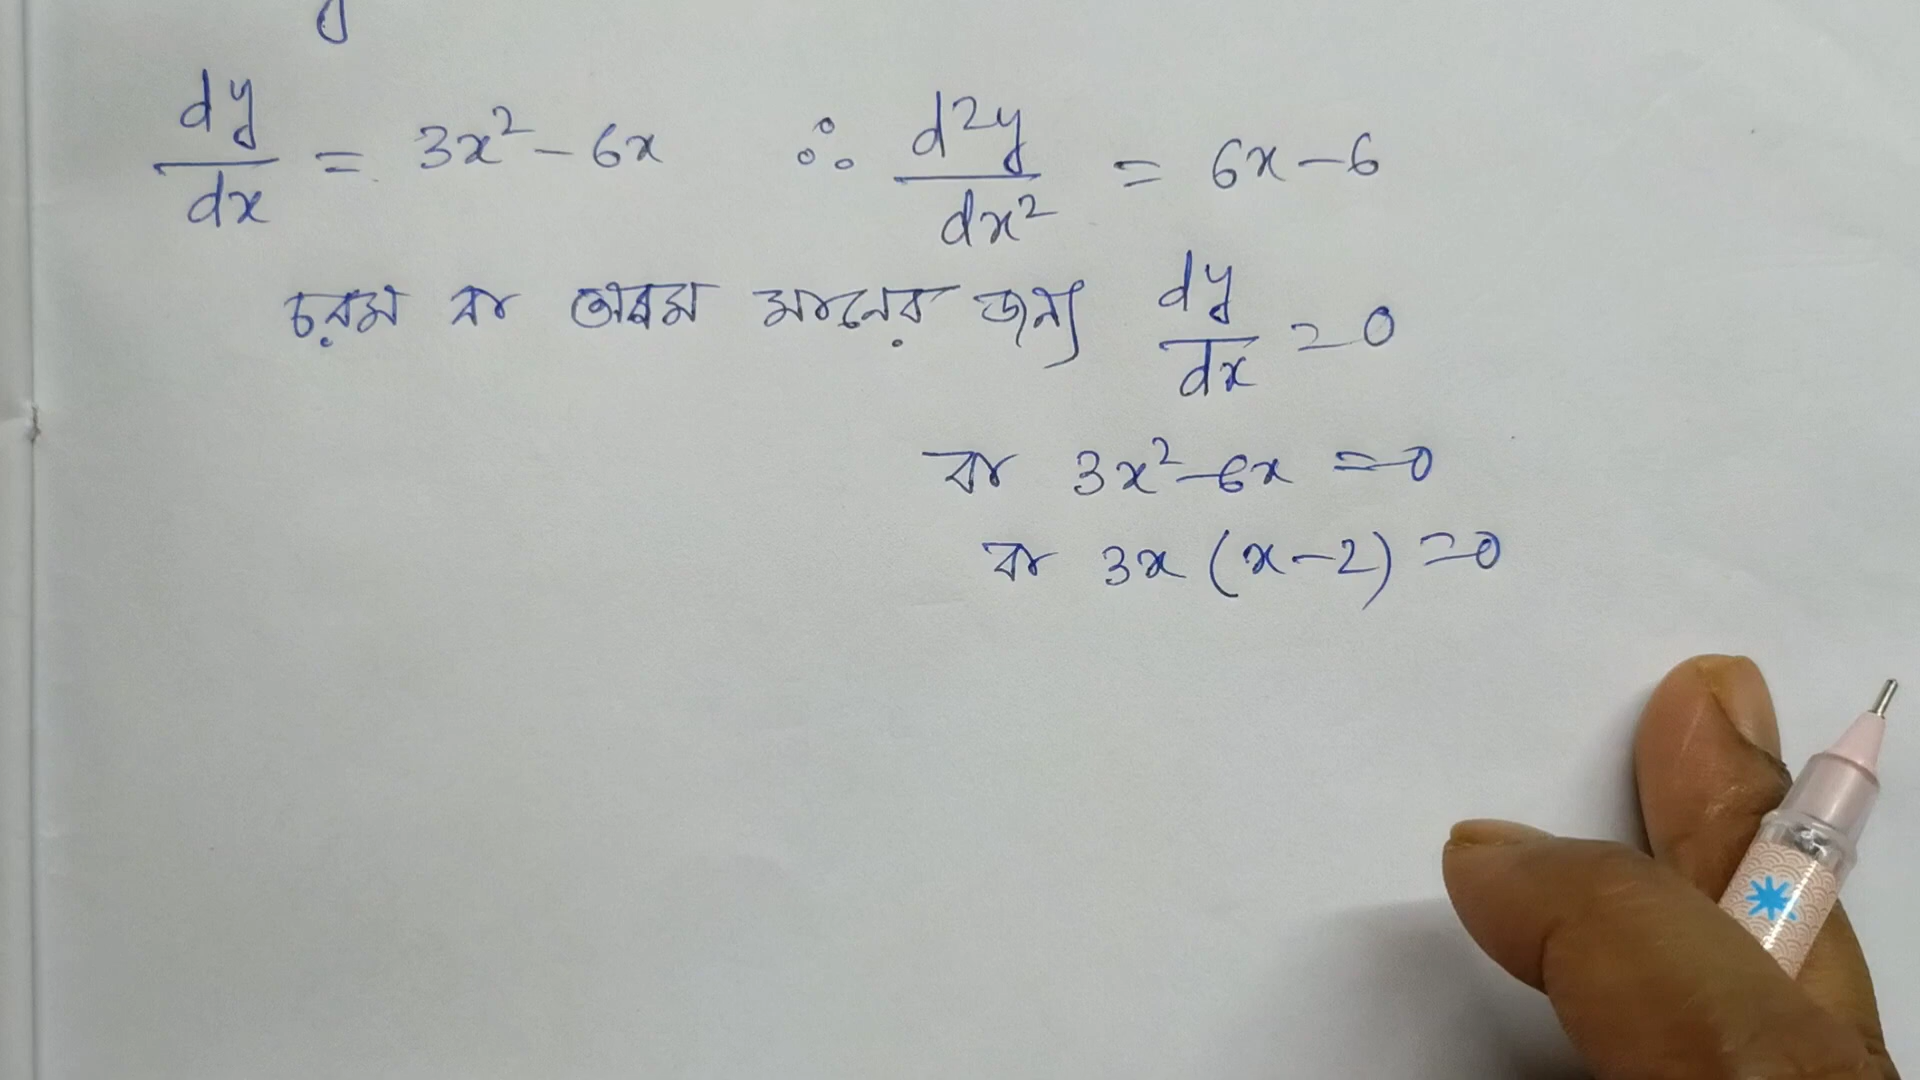 dy/dx = 3x² - 6x ∴ d²y/dx² = 6x - 6
চরম বা অবম মানের জন্য dy/dx = 0
বা 3x² - 6x = 0
বা 3x (x - 2) = 0